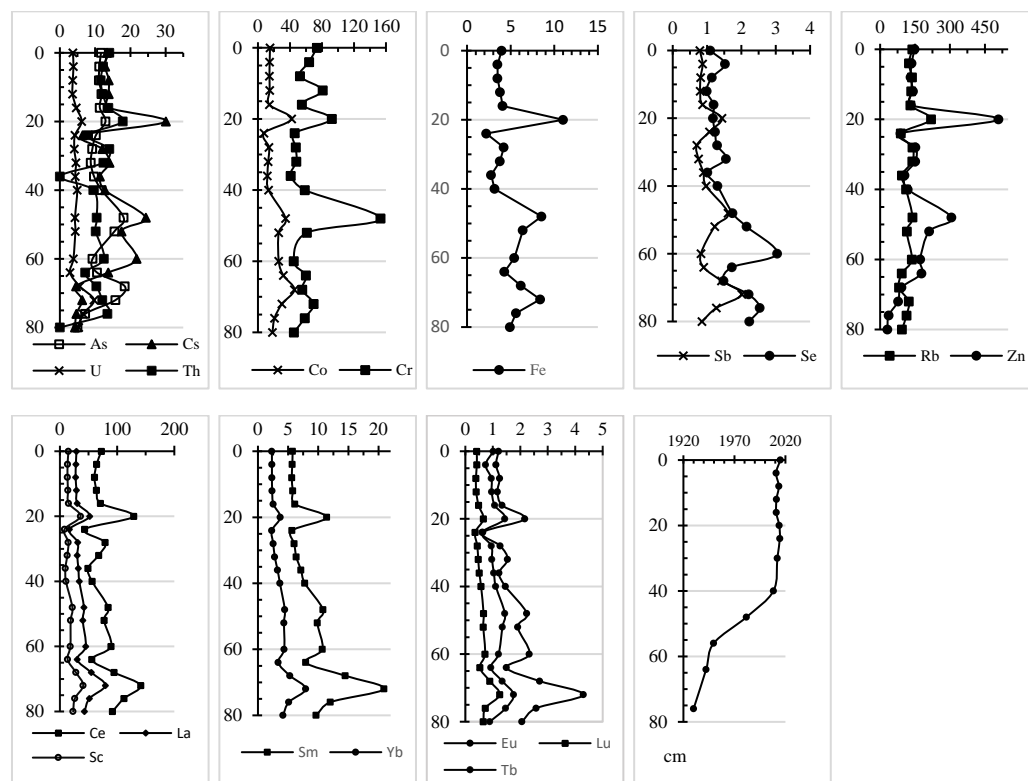 0 10 20 30
0
20
40
60
80
As Cs
U Th
0 40 80 120 160
0
20
40
60
80
Co Cr
0 5 10 15
0
20
40
60
80
Fe
0 1 2 3 4
0
20
40
60
80
Sb Se
0 150 300 450
0
20
40
60
80
Rb Zn
0 100 200
0
20
40
60
80
Ce La
Sc
0 5 10 15 20
0
20
40
60
80
Sm Yb
0 1 2 3 4 5
0
20
40
60
80
Eu Lu
Tb
1920 1970 2020
0
20
40
60
80
cm